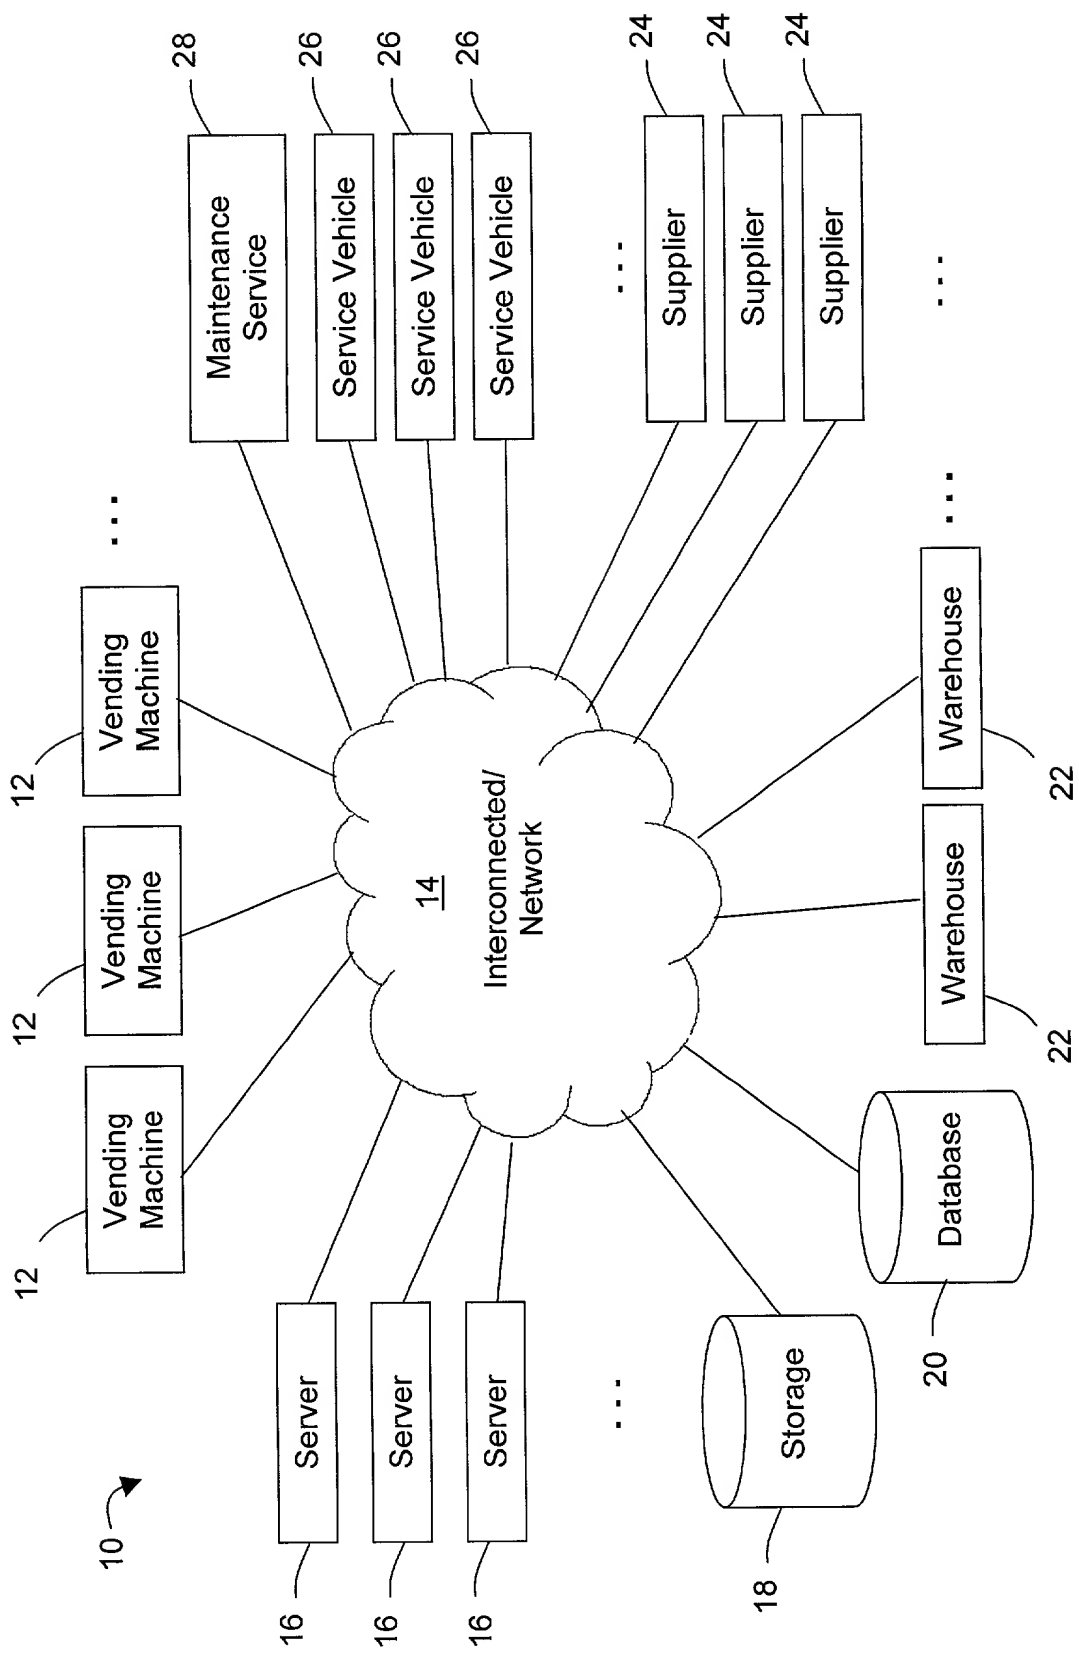 10
12
Vending
Machine
12
Vending
Machine
12
Vending
Machine
...
16
Server
16
Server
16
Server
...
14
Interconnected/
Network
Maintenance
Service
28
Service Vehicle
26
Service Vehicle
26
Service Vehicle
26
...
Supplier
24
Supplier
24
Supplier
24
...
18
Storage
20
Database
Warehouse
22
Warehouse
22
...